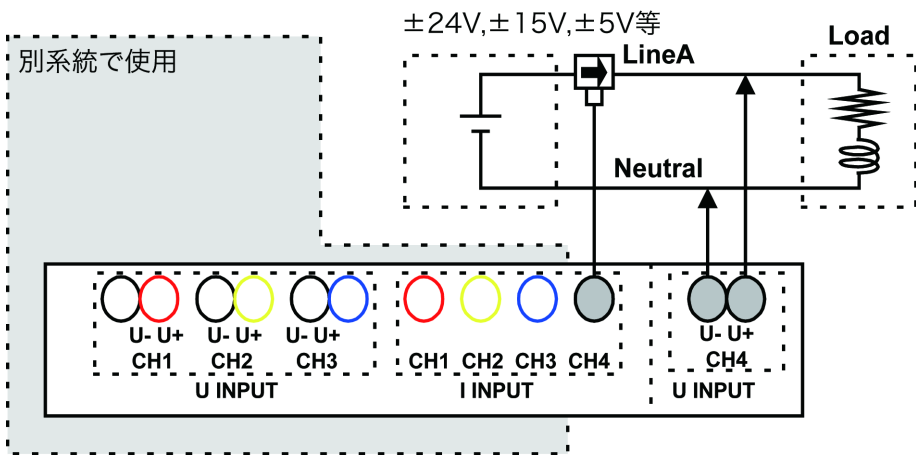 ±24V,±15V,±5V等
別系統で使用
LineA
Load
Neutral
U- U+ U- U+ U- U+ U- U+
CH1 CH2 CH3 CH1 CH2 CH3 CH4 CH4
U INPUT I INPUT U INPUT